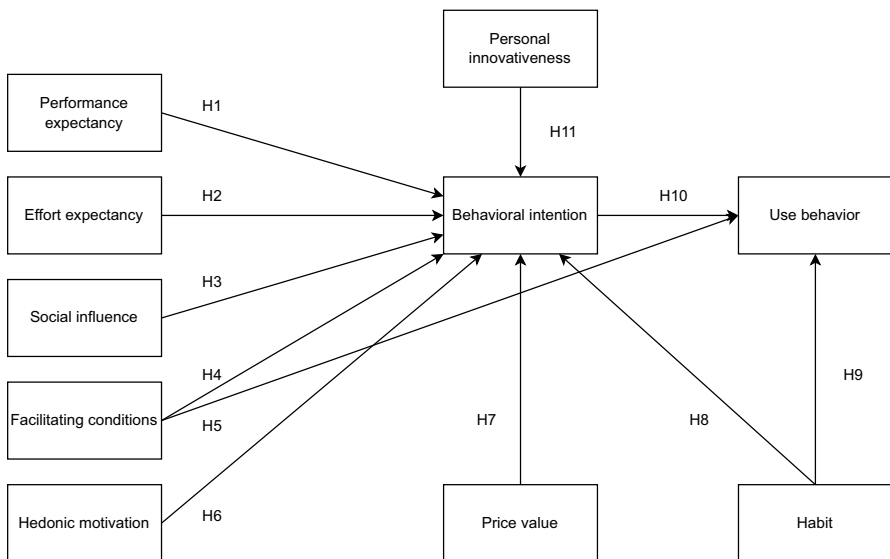 Personal
innovativeness
Performance
expectancy
H1
H11
Effort expectancy
H2
Behavioral intention
H10
Use behavior
Social influence
H3
H4
H9
Facilitating conditions
H5
H7
H8
Hedonic motivation
H6
Price value
Habit